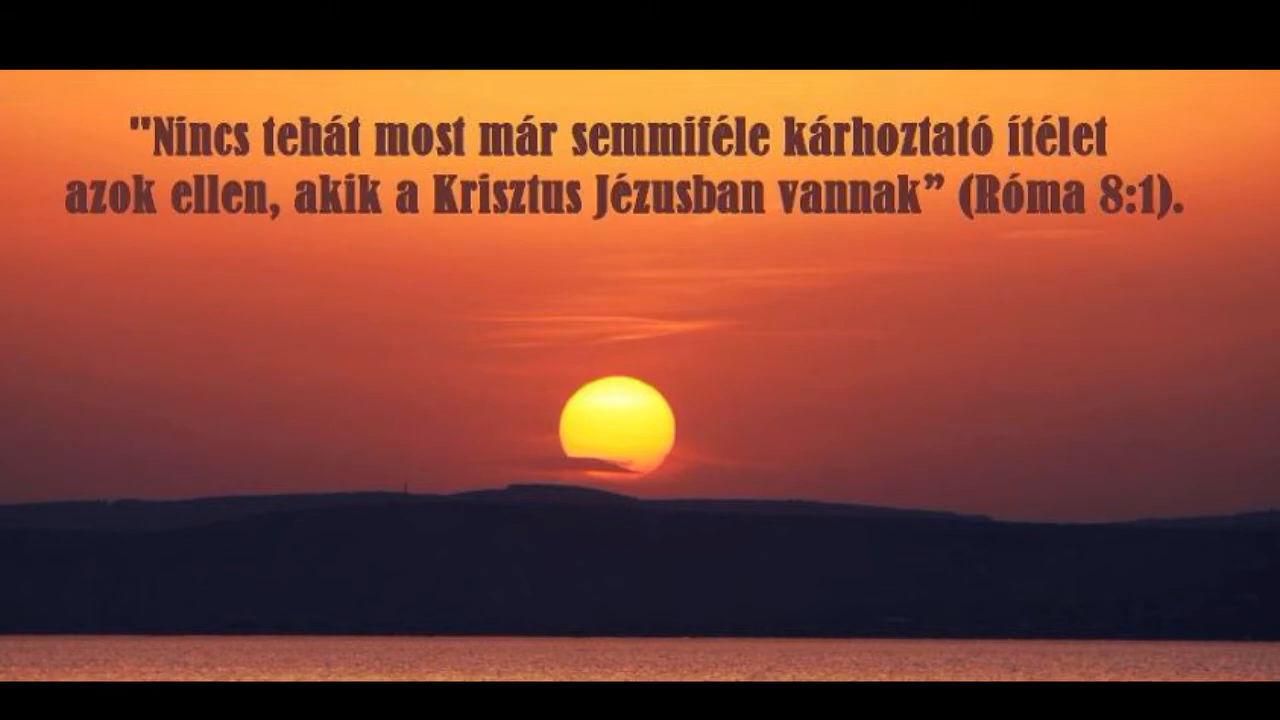 "Nincs tehát most már semmiféle kárhoztató ítélet
azok ellen, akik a Krisztus Jézusban vannak” (Róma 8:1).